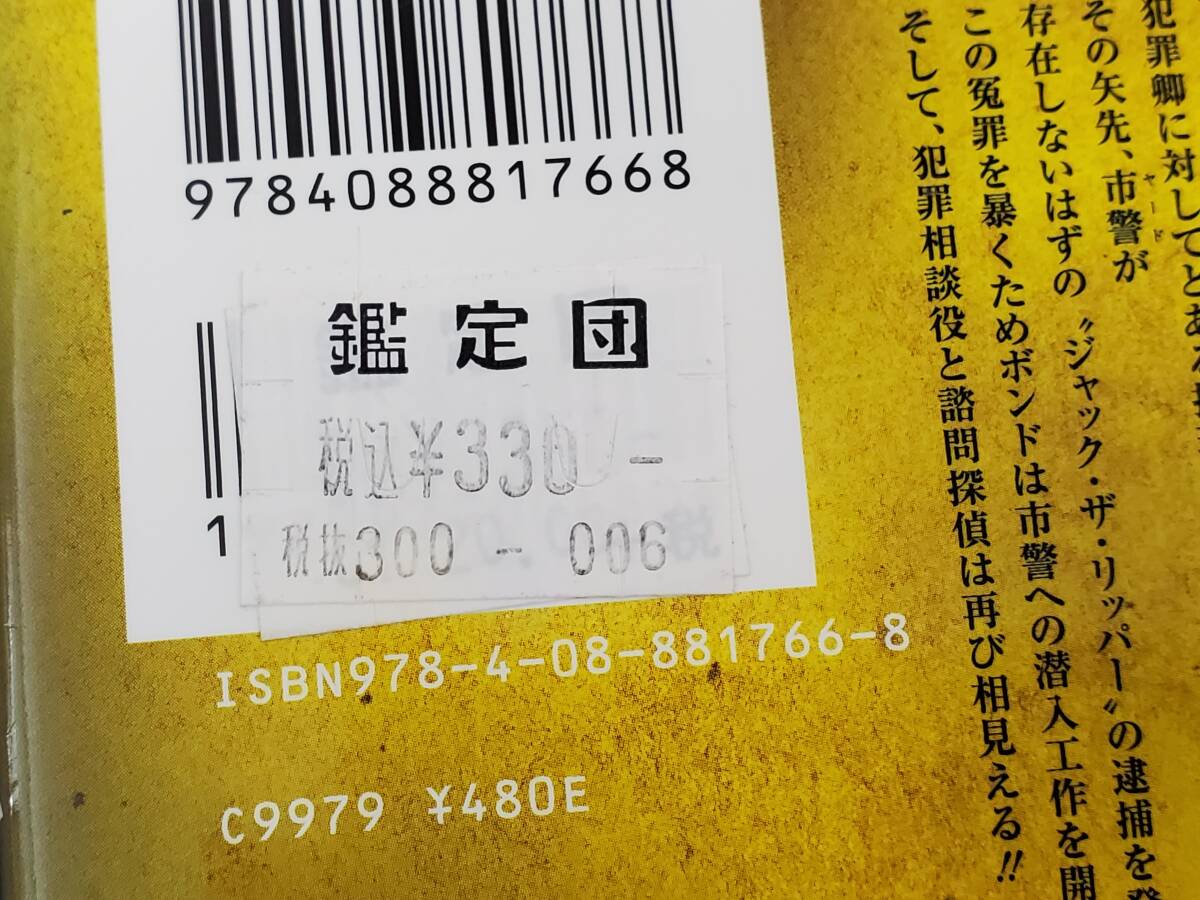 9784088817668
鑑定団
税込¥330-
税抜300-006
1
ISBN978-4-08-881766-8
C9979 ¥480E
犯罪卿に対してとある
その矢先、市警が
ヤード
存在しないはずの〝ジャック・ザ・リッパー〟の逮捕を発
この冤罪を暴くためボンドは市警への潜入工作を開
そして、犯罪相談役と諮問探偵は再び相見える!!